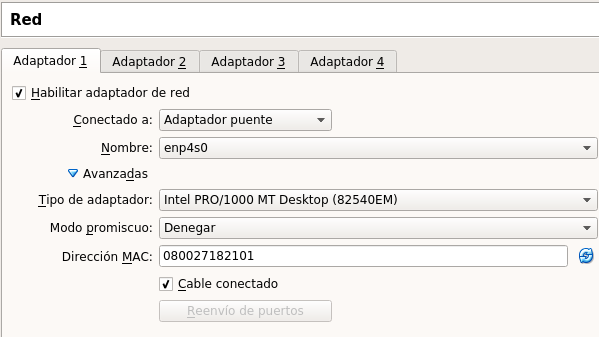 Red
Adaptador 1 Adaptador 2 Adaptador 3 Adaptador 4
Habilitar adaptador de red
Conectado a: Adaptador puente
Nombre: enp4s0
Avanzadas
Tipo de adaptador: Intel PRO/1000 MT Desktop (82540EM)
Modo promiscuo: Denegar
Dirección MAC: 080027182101
Cable conectado
Reenvío de puertos